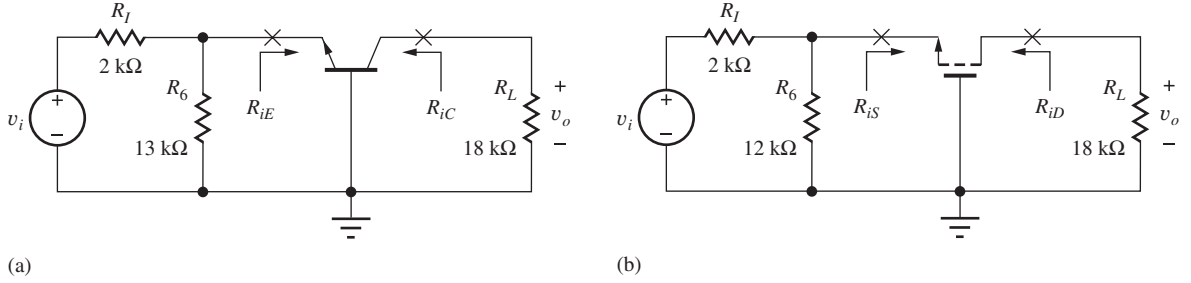 R_I
2 kΩ
v_i
+
−
R_6
13 kΩ
R_iE
R_iC
R_L
18 kΩ
+
v_o
−
(a)
R_I
2 kΩ
v_i
+
−
R_6
12 kΩ
R_iS
R_iD
R_L
18 kΩ
+
v_o
−
(b)